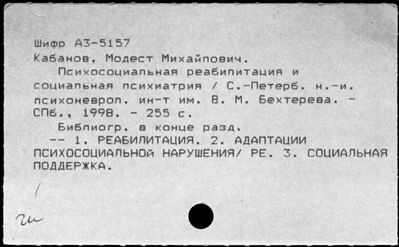 Шифр А3-5157
Кабанов, Модест Михайлович.
Психосоциальная реабилитация и
социальная психиатрия / С.-Петерб. н.-и.
психоневрол. ин-т им. В. М. Бехтерева. -
СПб., 1998. - 255 с.
Библиогр. в конце разд.
-- 1. РЕАБИЛИТАЦИЯ. 2. АДАПТАЦИИ
ПСИХОСОЦИАЛЬНОЙ НАРУШЕНИЯ/ РЕ. 3. СОЦИАЛЬНАЯ
ПОДДЕРЖКА.